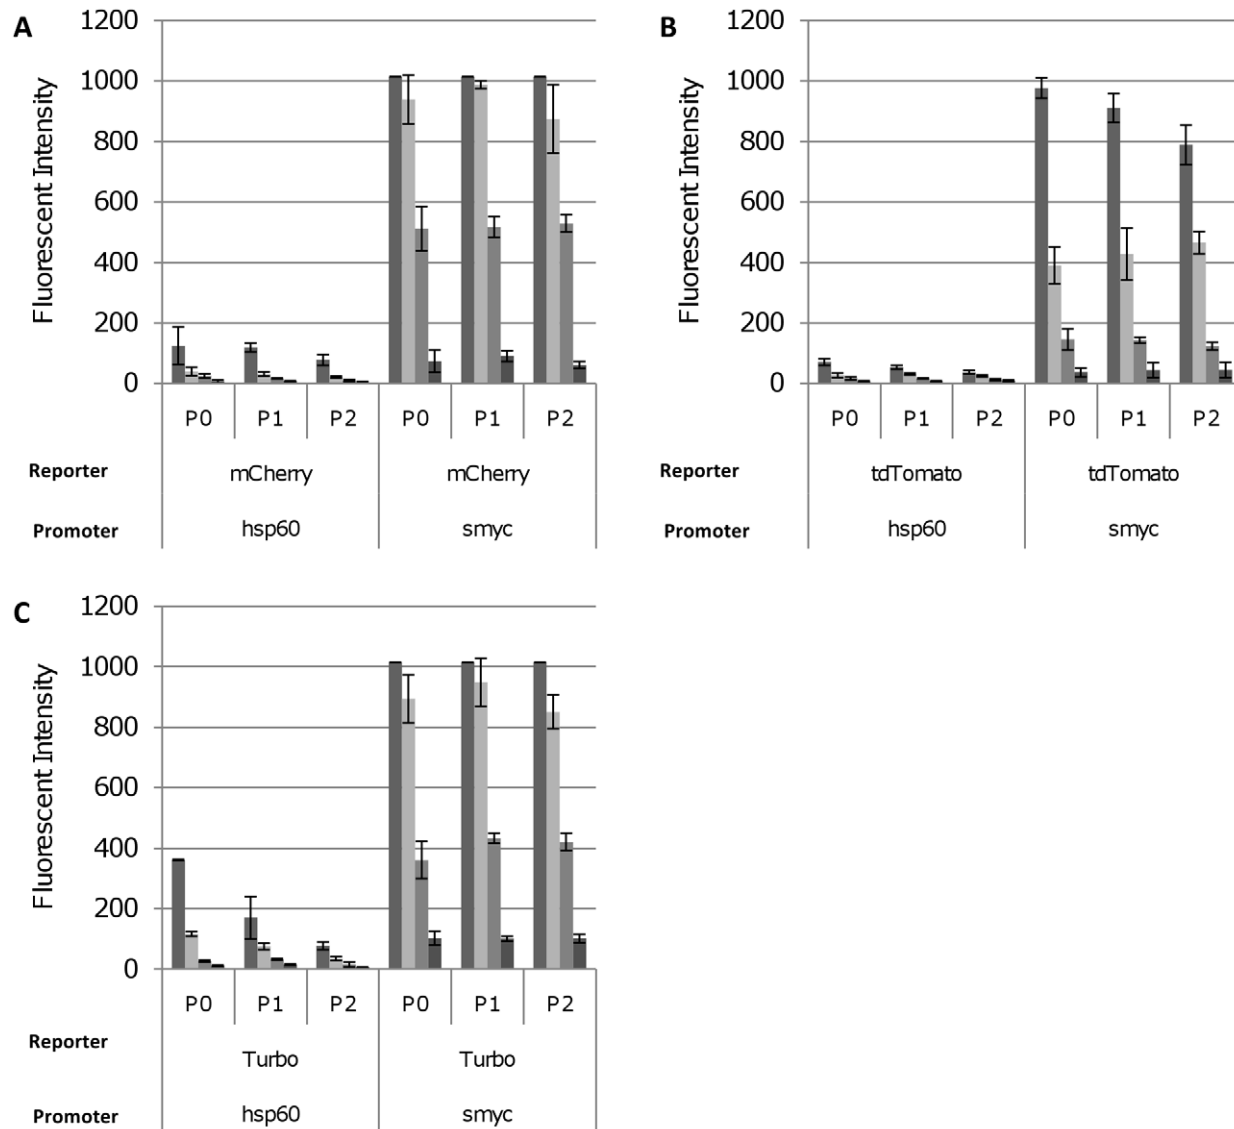 A
Fluorescent Intensity
1200
1000
800
600
400
200
0
P0 P1 P2 P0 P1 P2
Reporter mCherry mCherry
Promoter hsp60 smyc
B
Fluorescent Intensity
1200
1000
800
600
400
200
0
P0 P1 P2 P0 P1 P2
Reporter tdTomato tdTomato
Promoter hsp60 smyc
C
Fluorescent Intensity
1200
1000
800
600
400
200
0
P0 P1 P2 P0 P1 P2
Reporter Turbo Turbo
Promoter hsp60 smyc